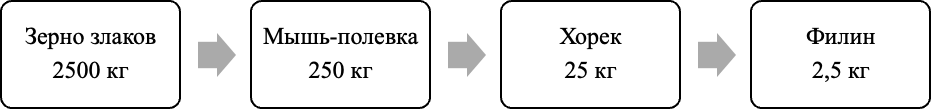 Зерно злаков
2500 кг
Мышь-полевка
250 кг
Хорек
25 кг
Филин
2,5 кг